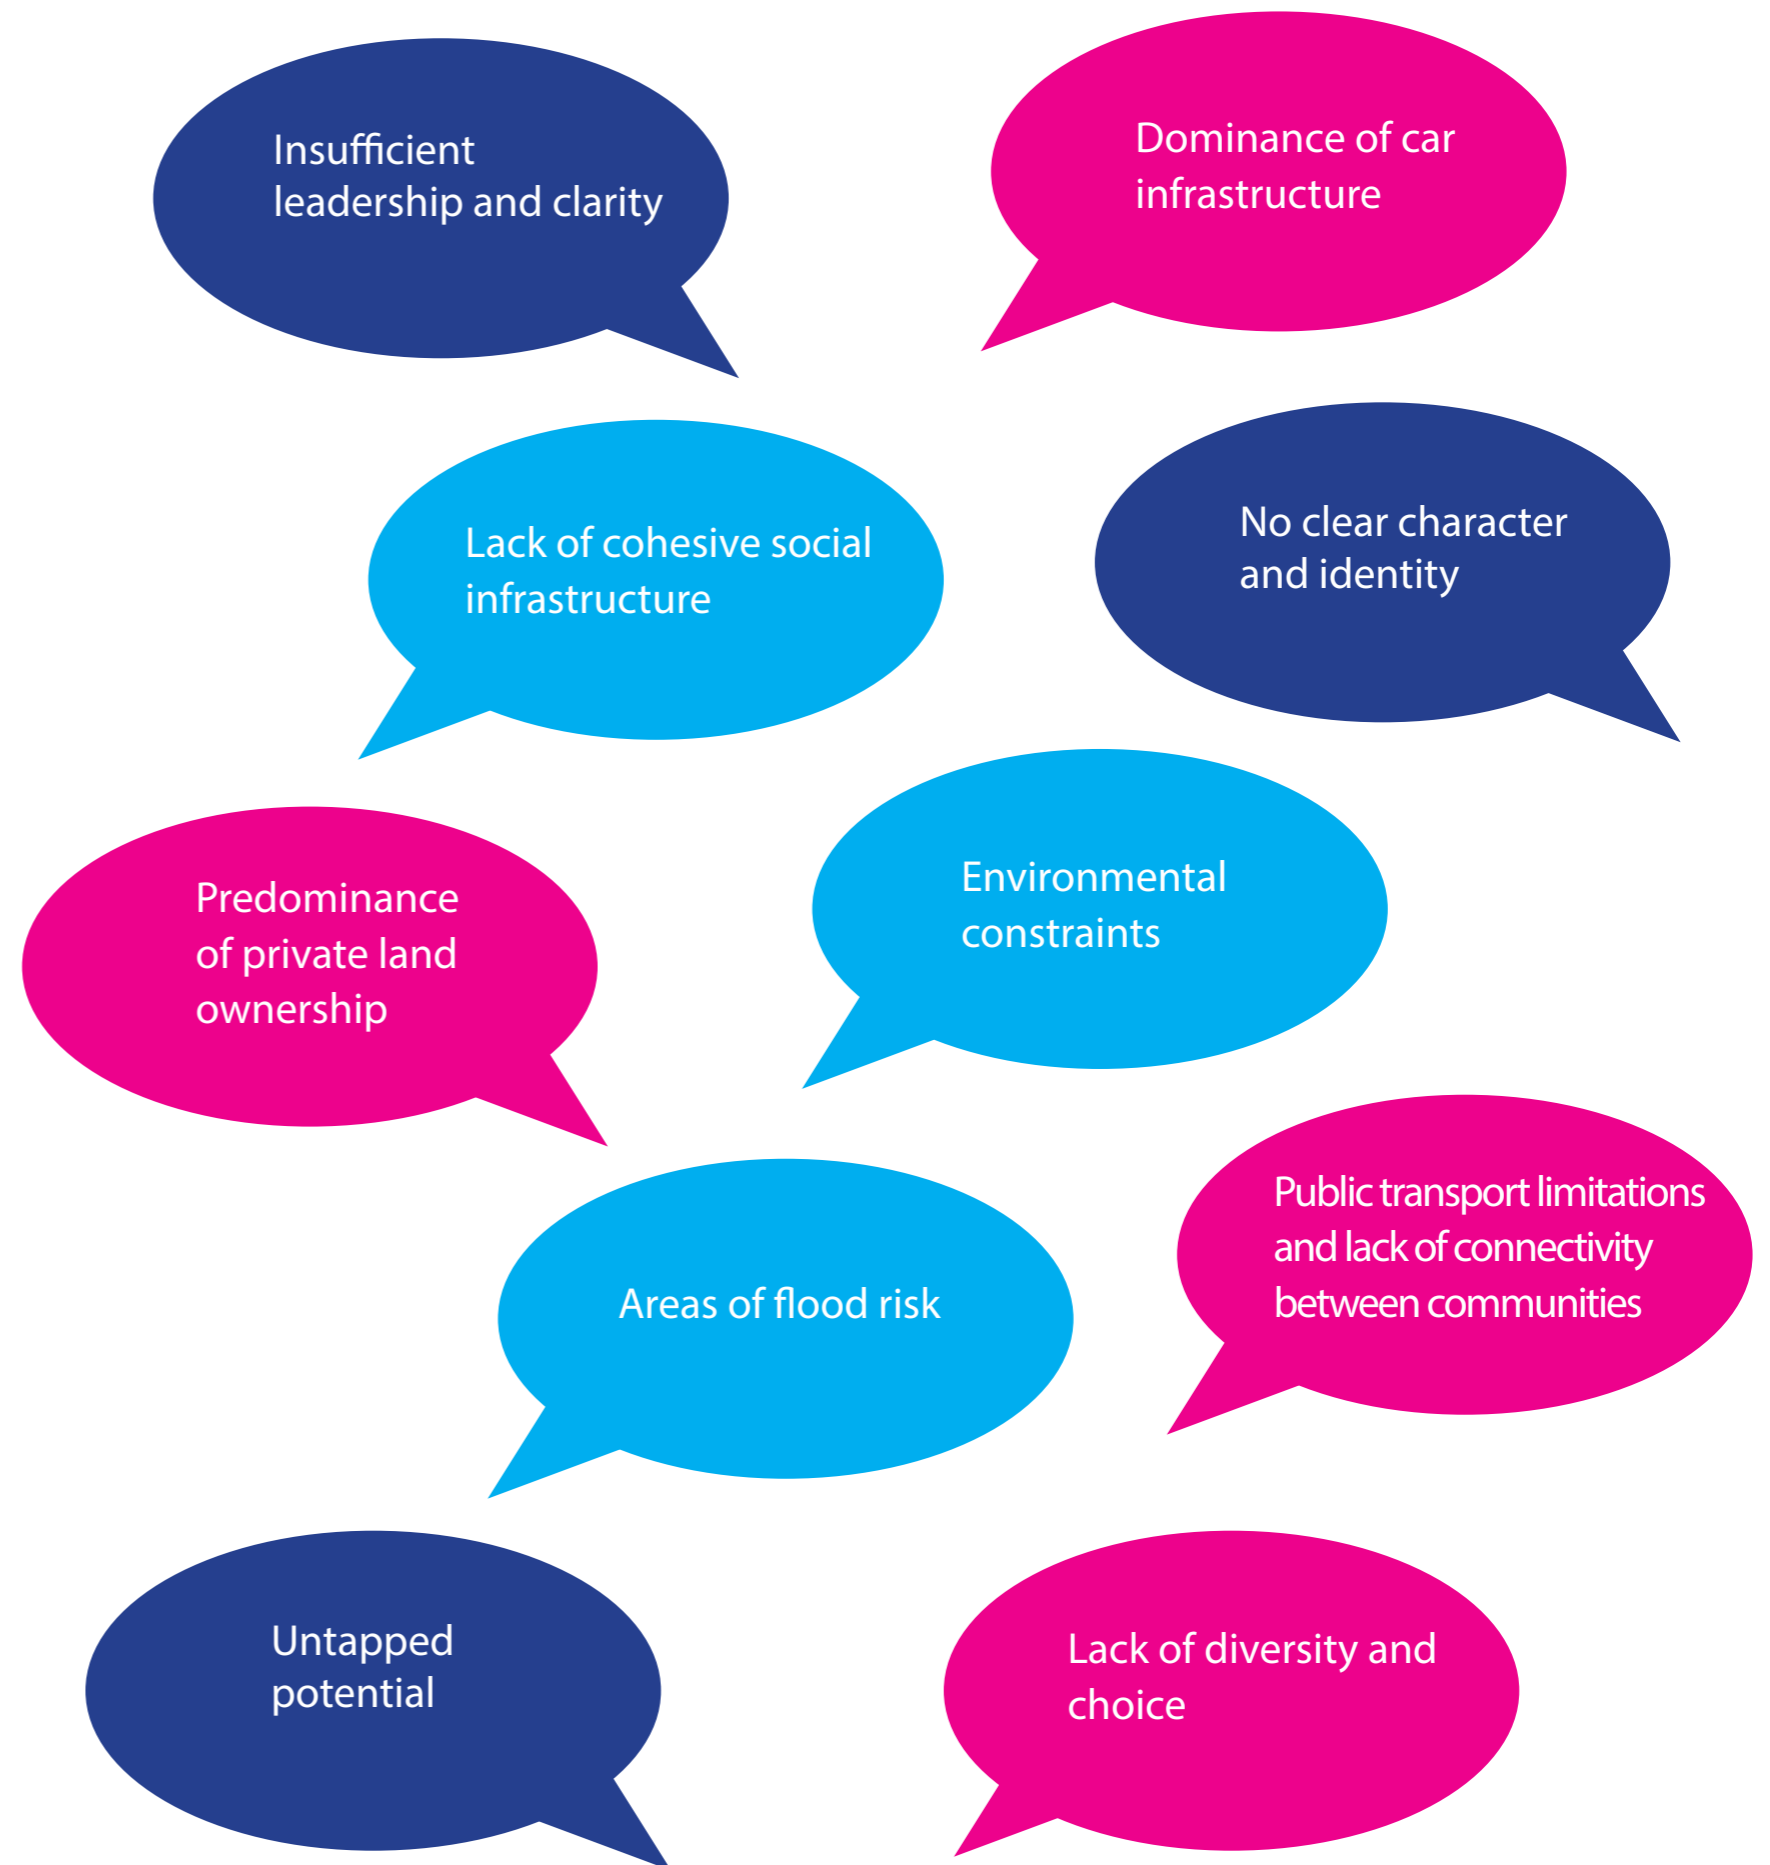 Insufficient
leadership and clarity
Dominance of car
infrastructure
Lack of cohesive social
infrastructure
No clear character
and identity
Predominance
of private land
ownership
Environmental
constraints
Public transport limitations
and lack of connectivity
between communities
Areas of flood risk
Untapped
potential
Lack of diversity and
choice